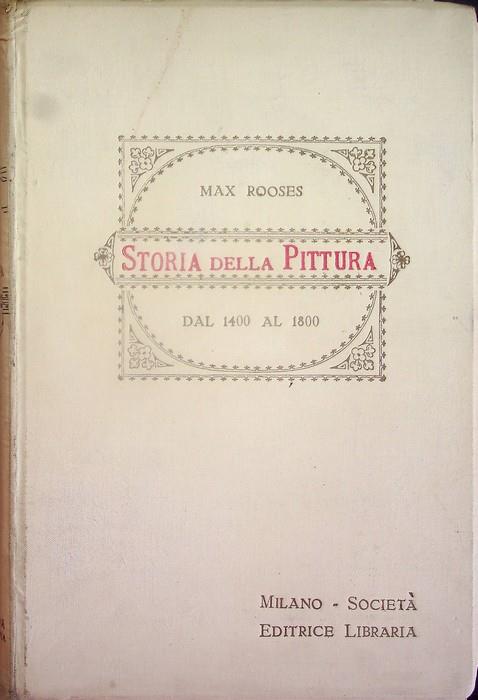 MAX ROOSES
STORIA DELLA PITTURA
DAL 1400 AL 1800
MILANO - SOCIETÀ
EDITRICE LIBRARIA